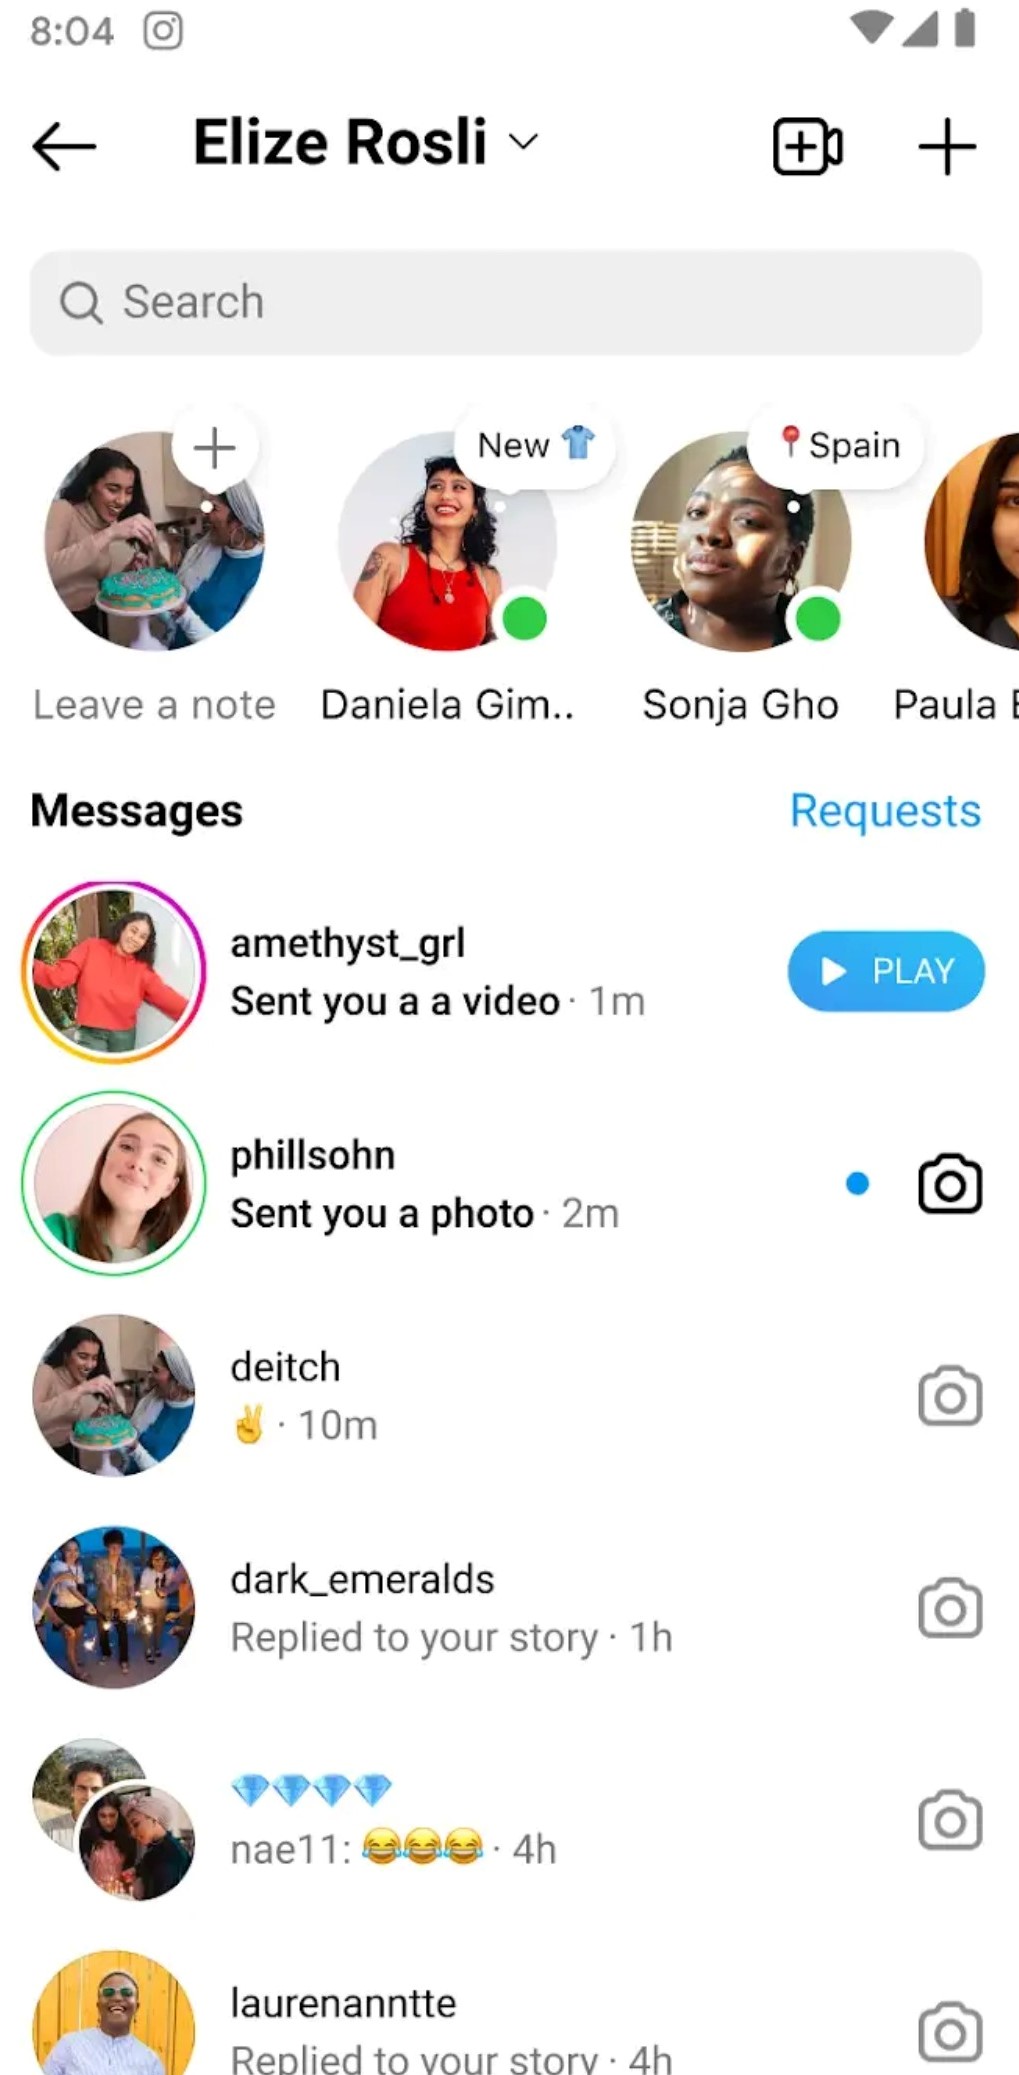 8:04
Elize Rosli
Search
New 👕
📍Spain
Leave a note
Daniela Gim..
Sonja Gho
Paula
Messages
Requests
amethyst_grl
Sent you a a video · 1m
PLAY
phillsohn
Sent you a photo · 2m
deitch
✌️ · 10m
dark_emeralds
Replied to your story · 1h
💎💎💎💎
nae11: 😂😂😂 · 4h
laurenanntte
Replied to your story · 4h